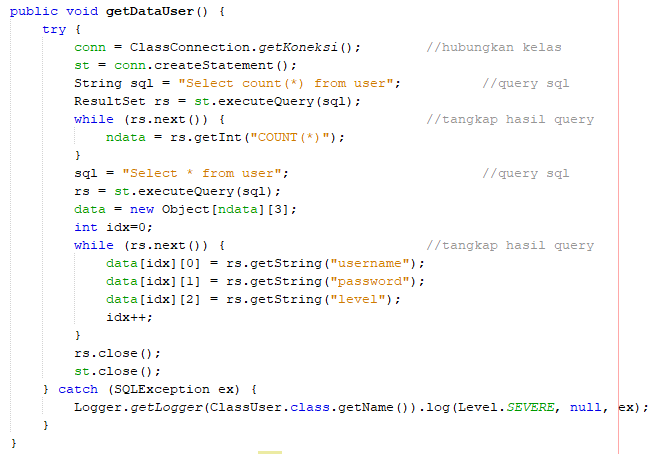 public void getDataUser() {
try {
conn = ClassConnection.getKoneksi(); //hubungkan kelas
st = conn.createStatement();
String sql = "Select count(*) from user"; //query sql
ResultSet rs = st.executeQuery(sql);
while (rs.next()) { //tangkap hasil query
ndata = rs.getInt("COUNT(*)");
}
sql = "Select * from user"; //query sql
rs = st.executeQuery(sql);
data = new Object[ndata][3];
int idx=0;
while (rs.next()) { //tangkap hasil query
data[idx][0] = rs.getString("username");
data[idx][1] = rs.getString("password");
data[idx][2] = rs.getString("level");
idx++;
}
rs.close();
st.close();
} catch (SQLException ex) {
Logger.getLogger(ClassUser.class.getName()).log(Level.SEVERE, null, ex);
}
}